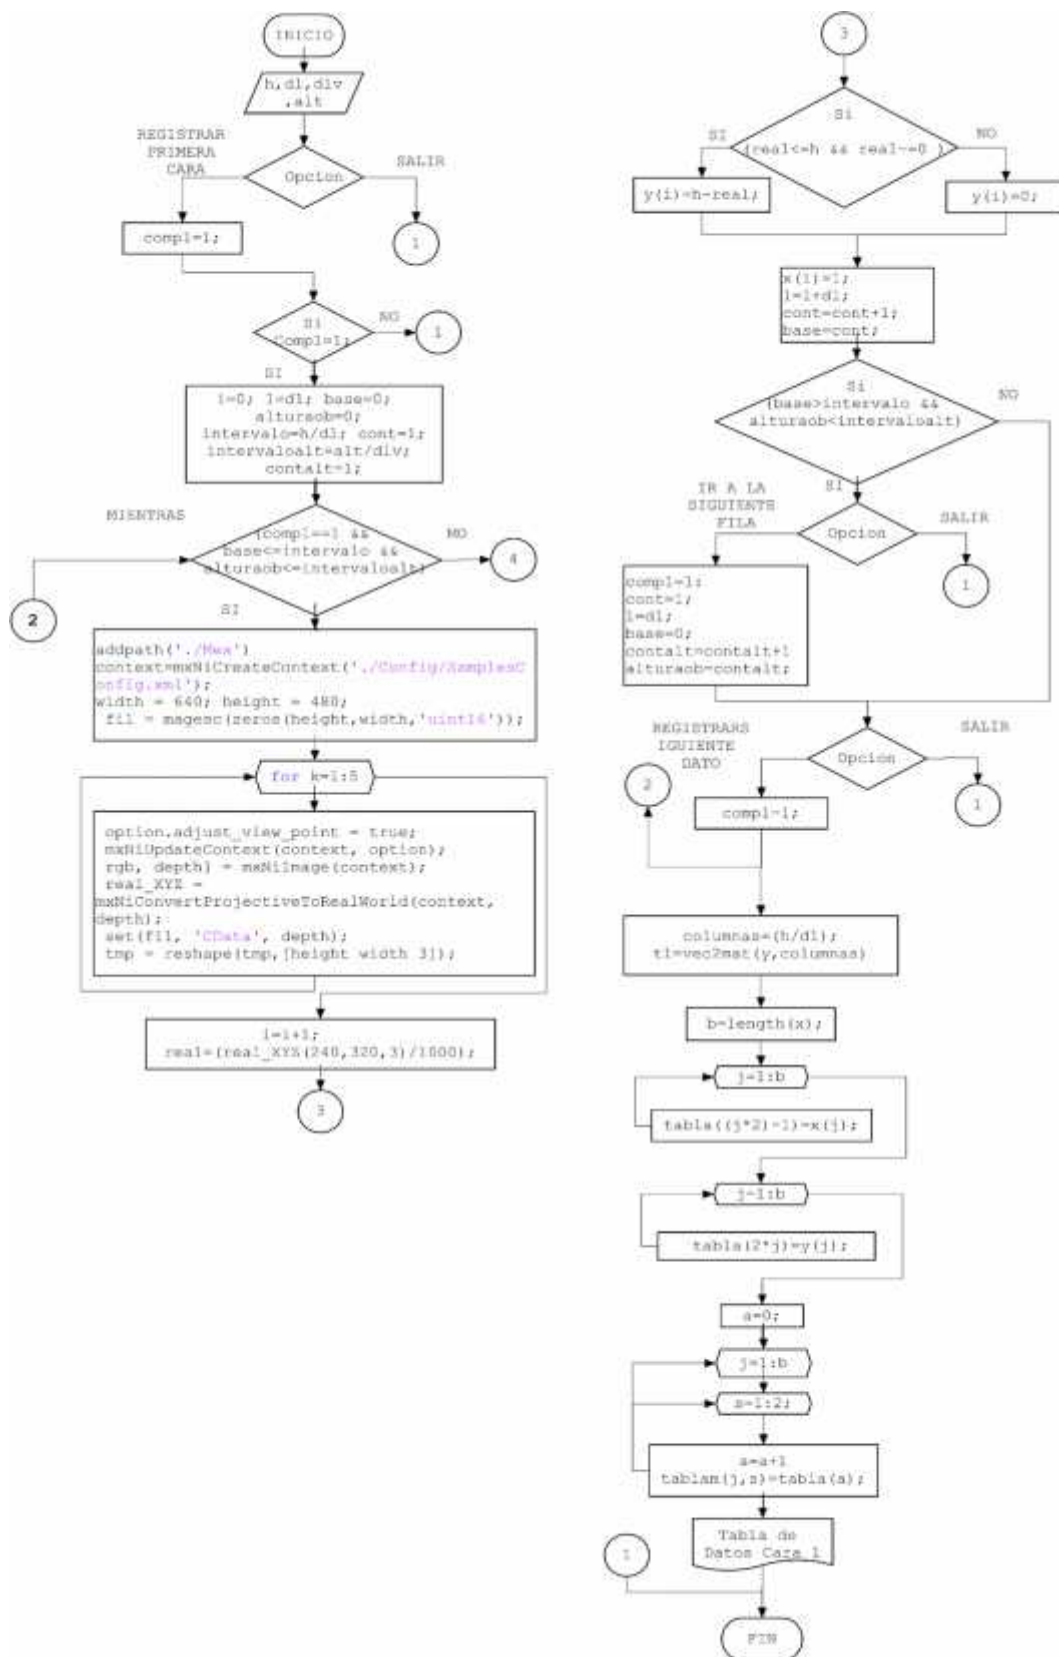 INICIO
h,dl,dlv
,alt
REGISTRAR
PRIMERA
CARA
Opcion
SALIR
comp1=1;
1
Si
Comp1=1;
NO
1
SI
i=0; l=dl; base=0;
alturaob=0;
intervalo=h/dl; cont=1;
intervaloalt=alt/dlv;
contalt=1;
MIENTRAS
(comp1==1 &&
base<=intervalo &&
alturaob<=intervaloalt)
NO
4
2
SI
addpath('./Mex')
context=mxNiCreateContext('./Config/SamplesC
onfig.xml');
width = 640; height = 480;
fil = magesc(zeros(height,width,'uint16'));
for k=1:5
option.adjust_view_point = true;
mxNiUpdateContext(context, option);
rgb, depth] = mxNiImage(context);
real_XYZ =
mxNiConvertProjectiveToRealWorld(context,
depth);
set(fil, 'CData', depth);
tmp = reshape(tmp,[height width 3]);
i=i+1;
real=(real_XYZ(240,320,3)/1000);
3
3
Si
(real<=h && real~=0 )
SI
NO
y(i)=h-real;
y(i)=0;
x(i)=l;
l=l+dl;
cont=cont+1;
base=cont;
Si
(base>intervalo &&
alturaob<intervaloalt)
NO
SI
IR A LA
SIGUIENTE
FILA
Opcion
SALIR
1
comp1=1;
cont=1;
l=dl;
base=0;
contalt=contalt+1
alturaob=contalt;
REGISTRARS
IGUIENTE
DATO
Opcion
SALIR
2
1
comp1=1;
columnas=(h/dl);
t1=vec2mat(y,columnas)
b=length(x);
j=1:b
tabla((j*2)-1)=x(j);
j=1:b
tabla(2*j)=y(j);
a=0;
j=1:b
s=1:2;
a=a+1
tablam(j,s)=tabla(a);
Tabla de
Datos Cara 1
1
FIN